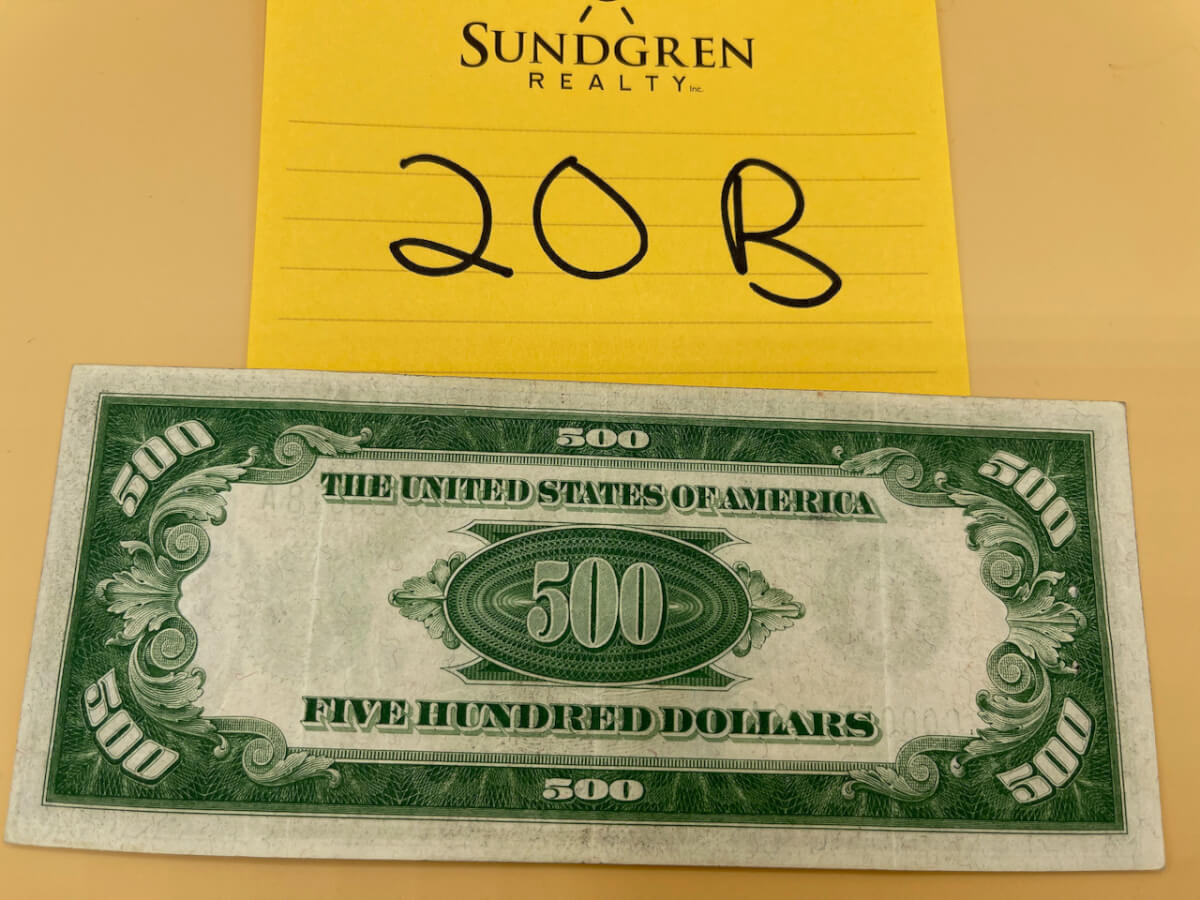 SUNDGREN
REALTY Inc.
20 B
500 500 500
THE UNITED STATES OF AMERICA
500
FIVE HUNDRED DOLLARS
500 500 500